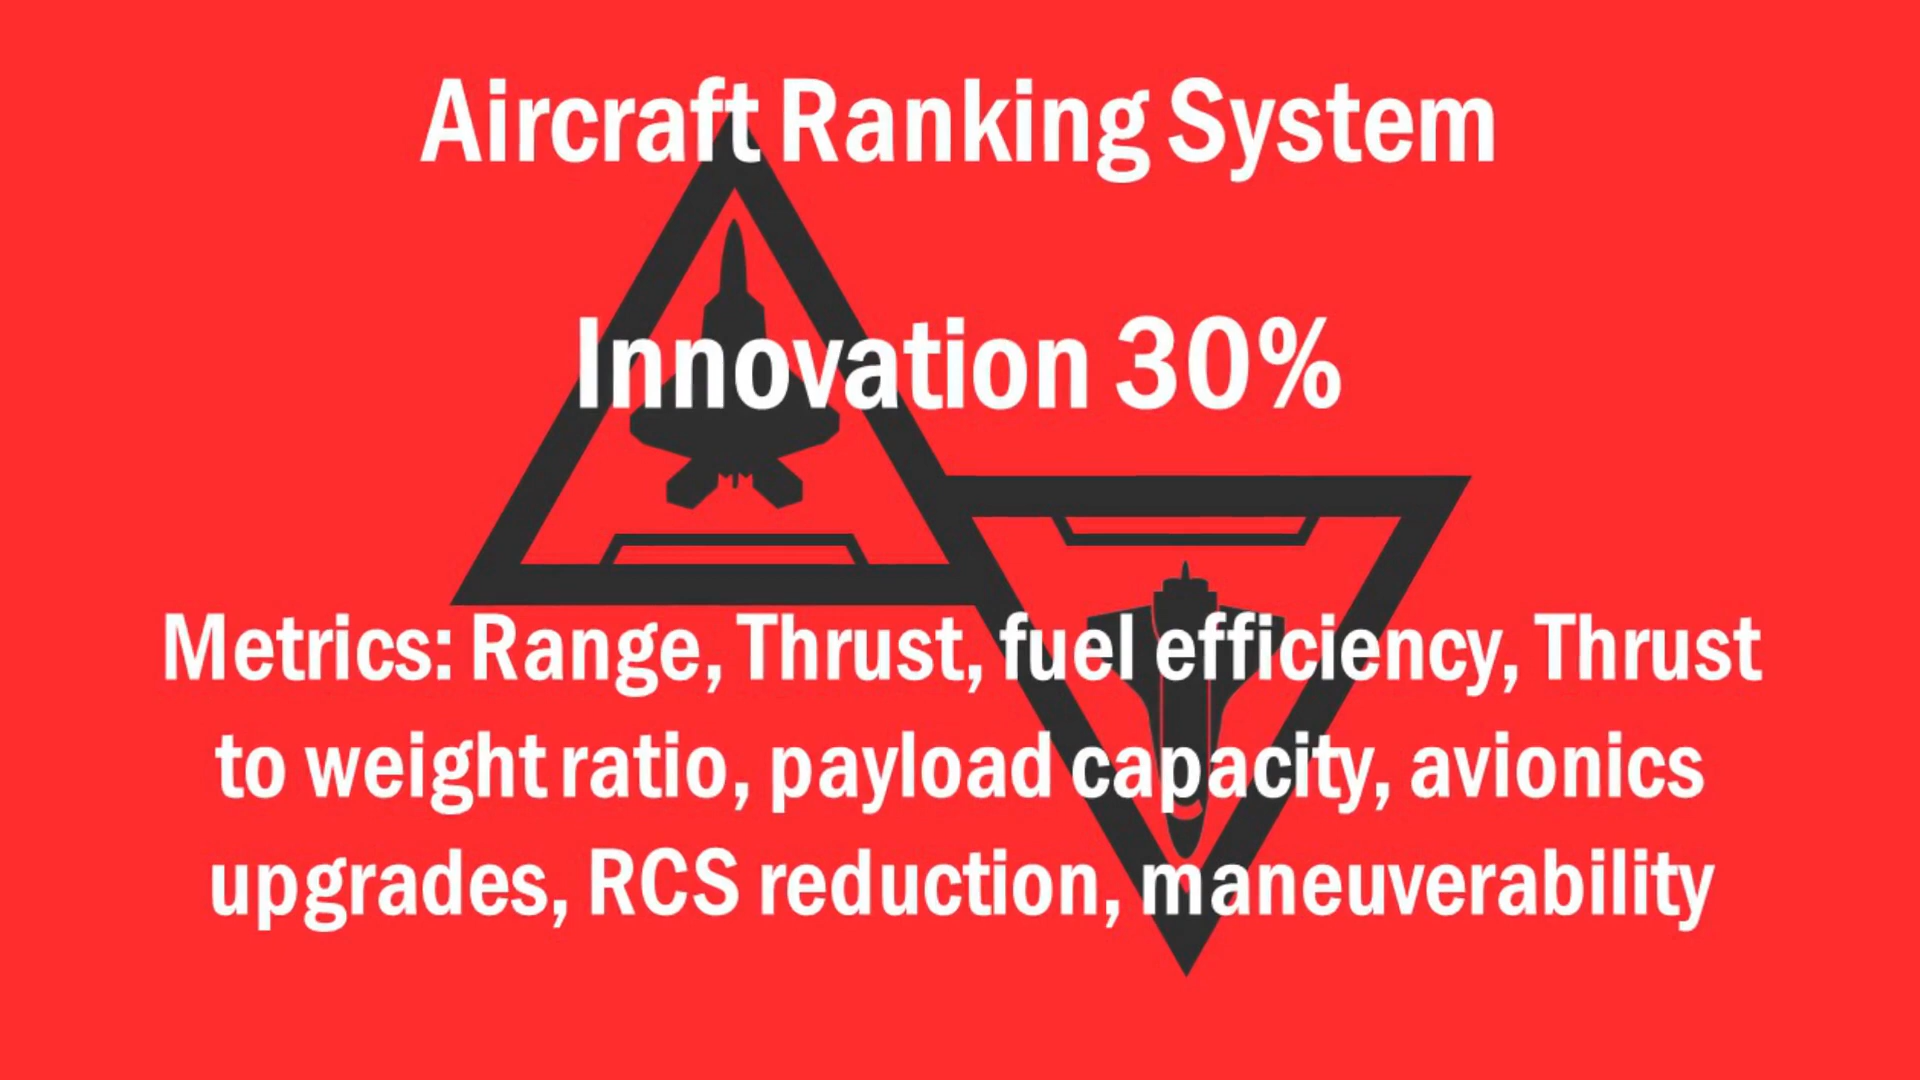 Aircraft Ranking System
Innovation 30%
Metrics: Range, Thrust, fuel efficiency, Thrust
to weight ratio, payload capacity, avionics
upgrades, RCS reduction, maneuverability